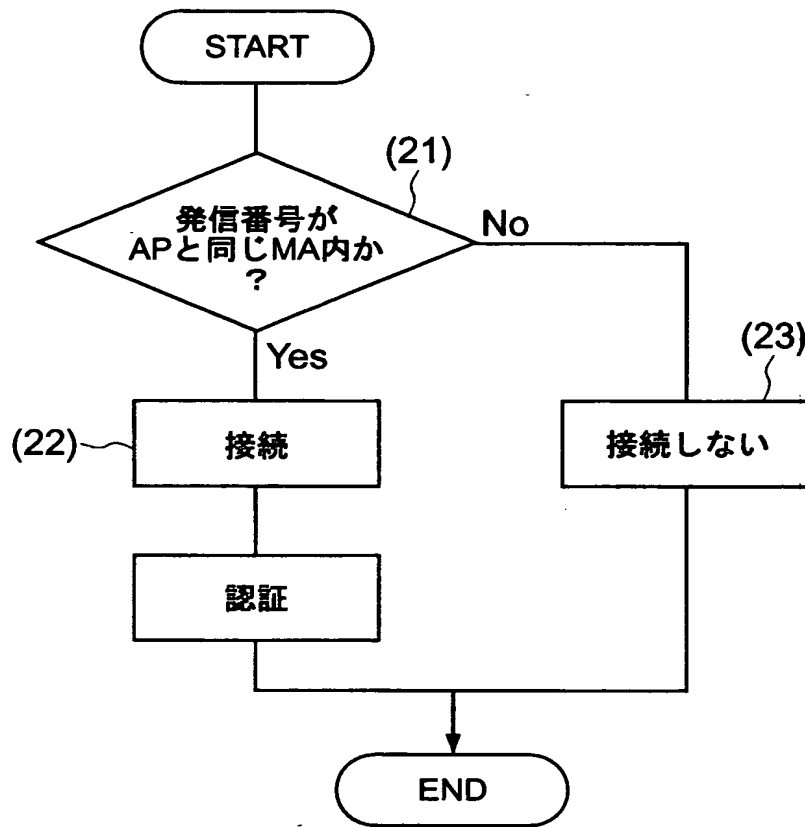 START
(21)
発信番号が
APと同じMA内か
?
No
Yes
(23)
(22)
接続
接続しない
認証
END